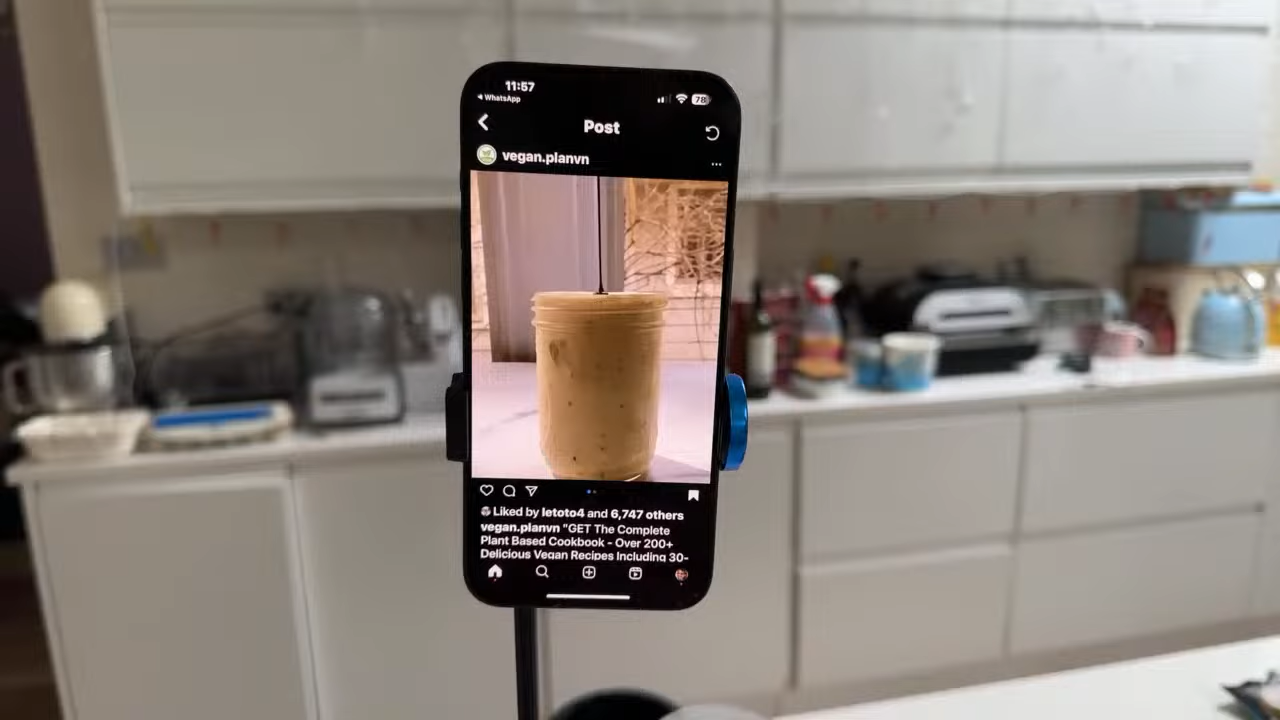 11:57
WhatsApp
78
Post
vegan.planvn
Liked by letoto4 and 6,747 others
vegan.planvn "GET The Complete
Plant Based Cookbook - Over 200+
Delicious Vegan Recipes Including 30-